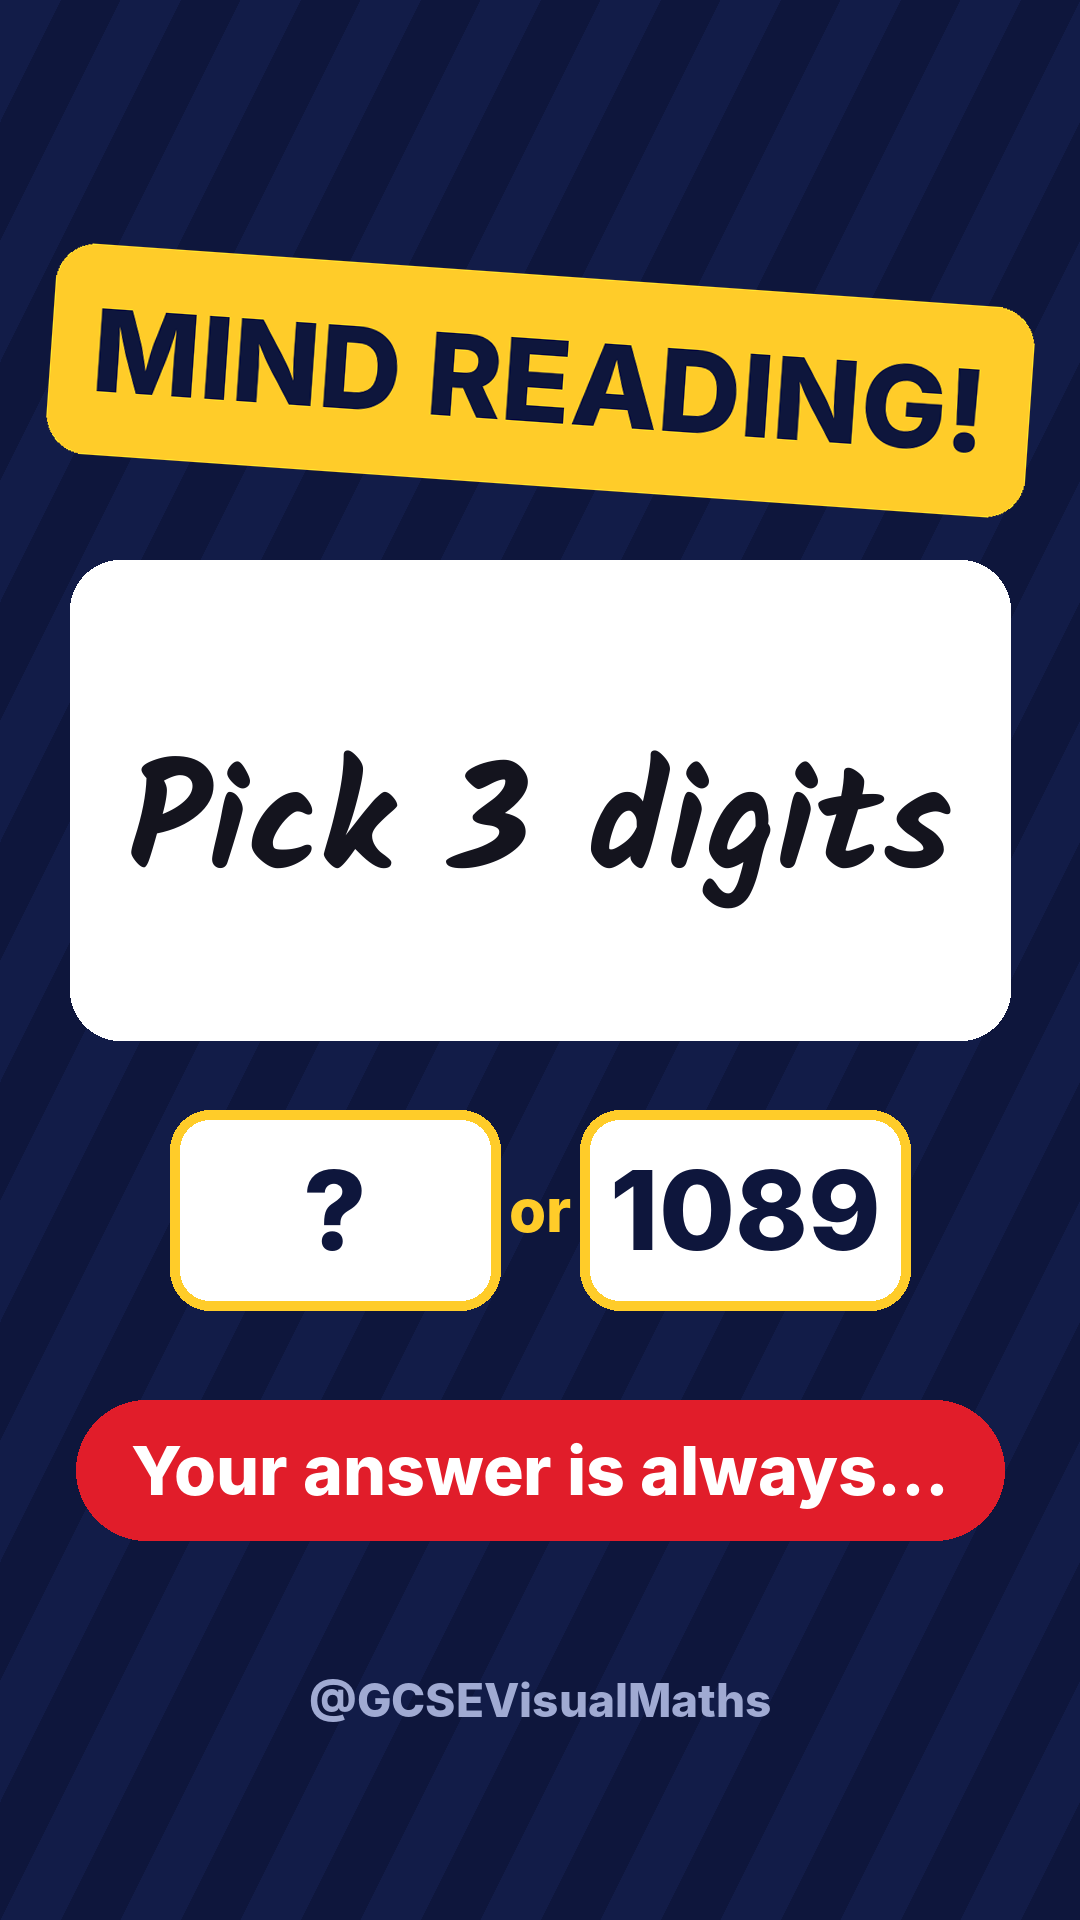 MIND READING!
Pick 3 digits
? or 1089
Your answer is always...
@GCSEVisualMaths